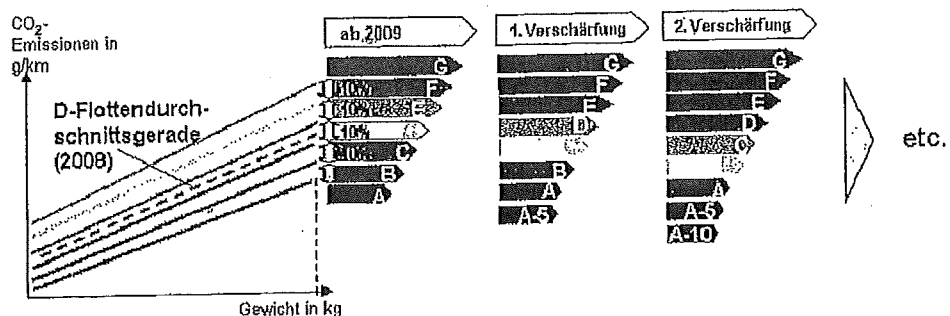 CO2-
Emissionen in
g/km
D-Flottendurch-
schnittsgerade
(2008)
Gewicht in kg
ab 2009
G
10% F
10% E
10%
10% C
B
A
1. Verschärfung
G
F
E
D
B
A
A-5
2. Verschärfung
G
F
E
D
C
A
A-5
A-10
etc.